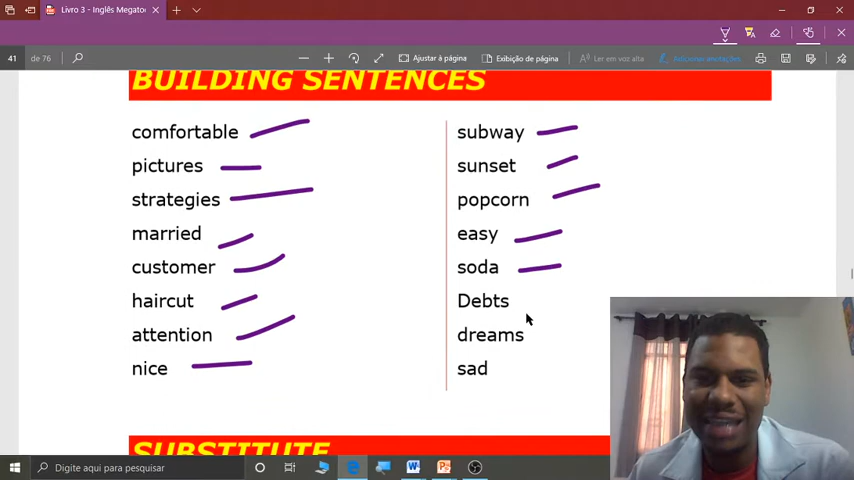 Livro 3 - Inglês Megatoo
41 de 76
Ajustar à página
Exibição de página
Ler em voz alta
Adicionar anotações
BUILDING SENTENCES
comfortable
pictures
strategies
married
customer
haircut
attention
nice
subway
sunset
popcorn
easy
soda
Debts
dreams
sad
SUBSTITUTE
Digite aqui para pesquisar